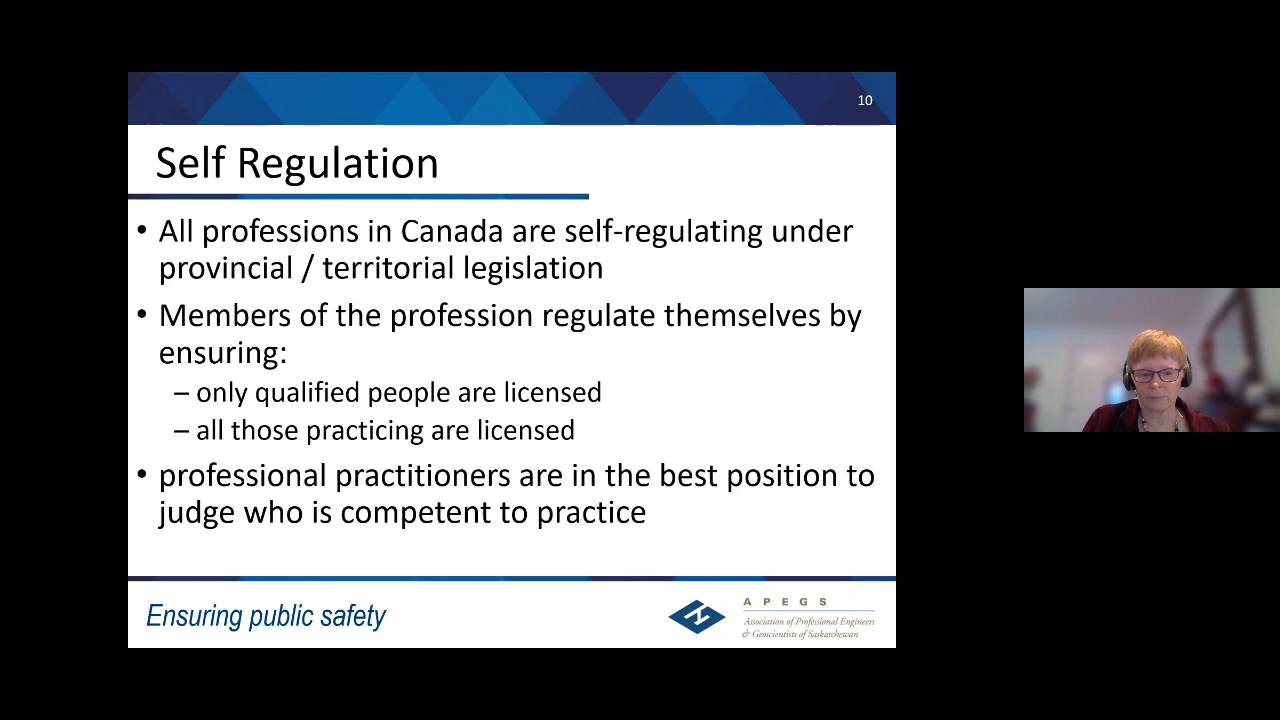 10
Self Regulation
• All professions in Canada are self-regulating under
provincial / territorial legislation
• Members of the profession regulate themselves by
ensuring:
– only qualified people are licensed
– all those practicing are licensed
• professional practitioners are in the best position to
judge who is competent to practice
Ensuring public safety
APEGS
Association of Professional Engineers
& Geoscientists of Saskatchewan